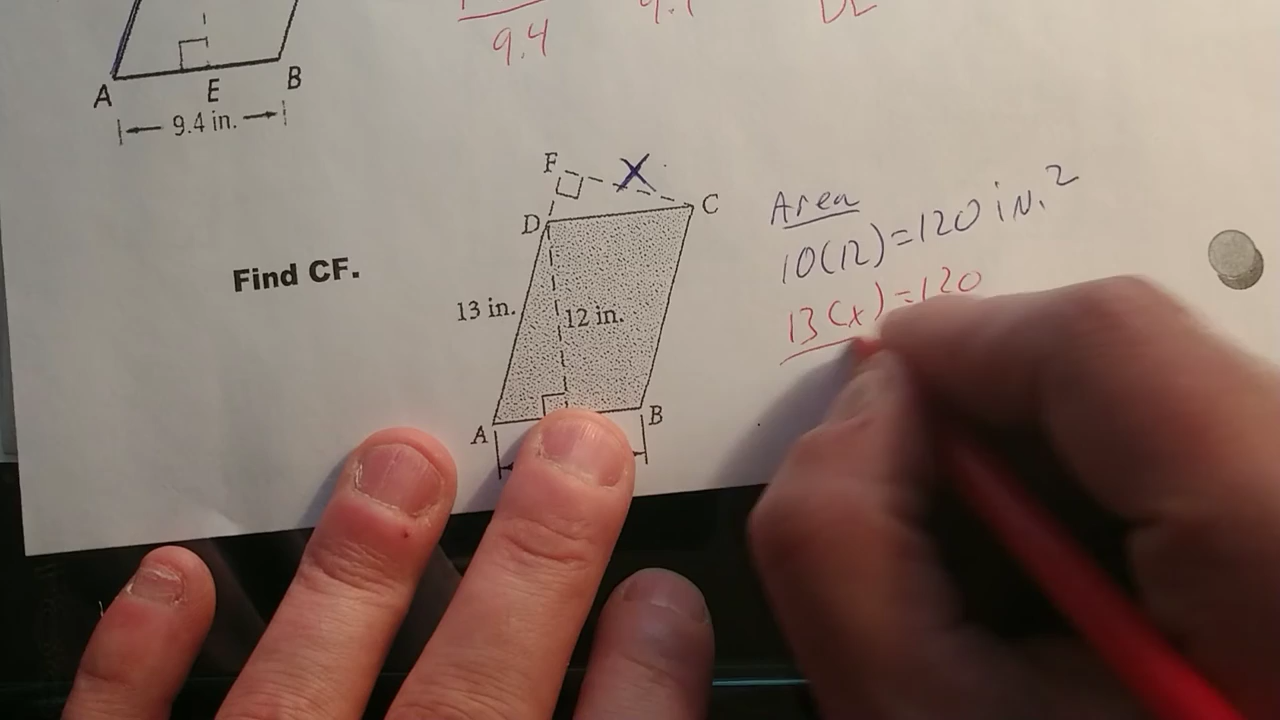 9.4
A
E
B
9.4 in.
F
X
D
C
Find CF.
13 in.
12 in.
A
B
Area
10(12)=120 in.²
13(x)=120